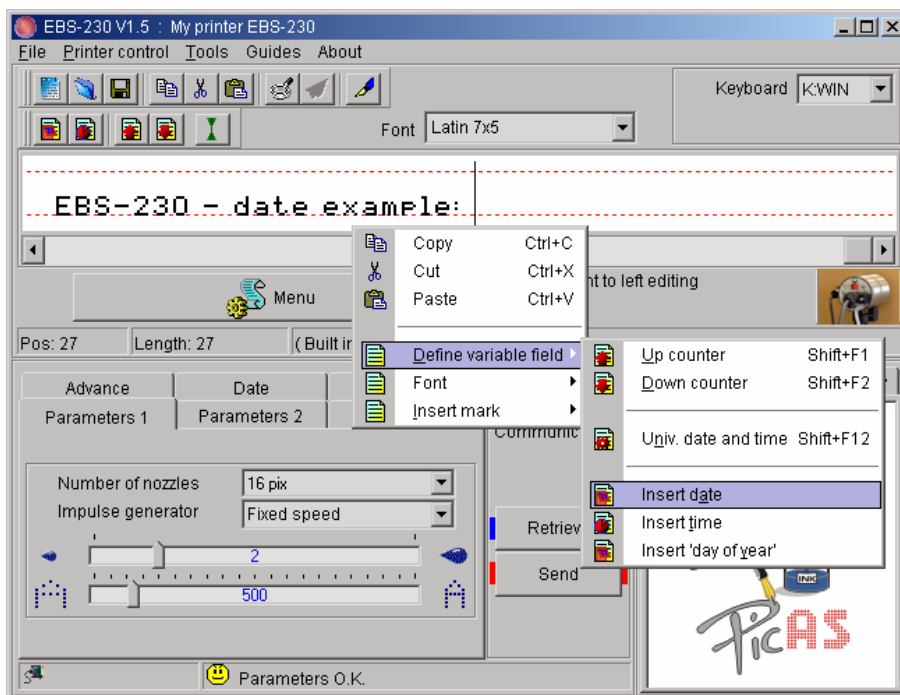 EBS-230 V1.5 : My printer EBS-230
File Printer control Tools Guides About
Keyboard K:WIN
Font Latin 7x5
EBS-230 - date example:
Copy Ctrl+C
Cut Ctrl+X
Paste Ctrl+V
Define variable field
Font
Insert mark
Menu
nt to left editing
Pos: 27 Length: 27 ( Built ir
Up counter Shift+F1
Down counter Shift+F2
Univ. date and time Shift+F12
Insert date
Insert time
Insert 'day of year'
Advance Date
Parameters 1 Parameters 2
Communic
Number of nozzles 16 pix
Impulse generator Fixed speed
2
500
Retriev
Send
INK
PicAS
Parameters O.K.